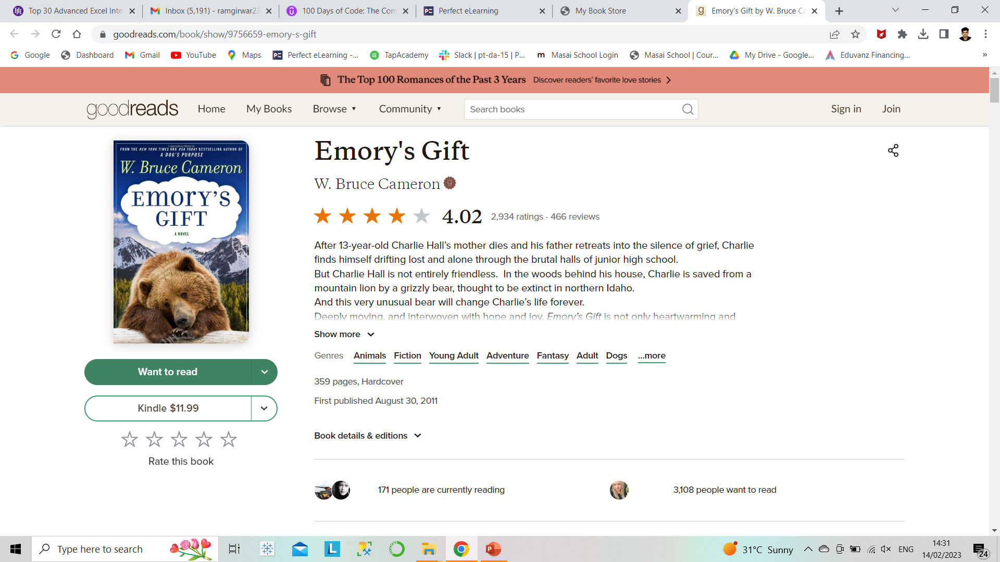 Top 30 Advanced Excel Inte
Inbox (5,191) - ramgirwar22
100 Days of Code: The Com
PE
Perfect eLearning
My Book Store
g
Emory's Gift by W. Bruce Ca
goodreads.com/book/show/9756659-emory-s-gift
Google
Dashboard
Gmail
YouTube
Maps
PE
Perfect eLearning -...
TapAcademy
Slack | pt-da-15 | P...
m
Masai School Login
Masai School | Cour...
My Drive - Google...
Eduvanz Financing...
»
The Top 100 Romances of the Past 3 Years Discover readers' favorite love stories
goodreads
Home
My Books
Browse
Community
Search books
Sign in
Join
FROM THE NEW YORK TIMES AND USA TODAY BESTSELLING AUTHOR OF
A DOG'S PURPOSE
W. Bruce Cameron
EMORY'S
GIFT
A NOVEL
Emory's Gift
W. Bruce Cameron
g
4.02
2,934 ratings · 466 reviews
After 13-year-old Charlie Hall’s mother dies and his father retreats into the silence of grief, Charlie
finds himself drifting lost and alone through the brutal halls of junior high school.
But Charlie Hall is not entirely friendless. In the woods behind his house, Charlie is saved from a
mountain lion by a grizzly bear, thought to be extinct in northern Idaho.
And this very unusual bear will change Charlie’s life forever.
Deeply moving, and interwoven with hope and joy, Emory’s Gift is not only heartwarming and
Show more
Genres
Animals
Fiction
Young Adult
Adventure
Fantasy
Adult
Dogs
...more
359 pages, Hardcover
First published August 30, 2011
Book details & editions
Want to read
Kindle $11.99
Rate this book
171 people are currently reading
3,108 people want to read
Type here to search
L
P
31°C Sunny
ENG
14:31
14/02/2023
24